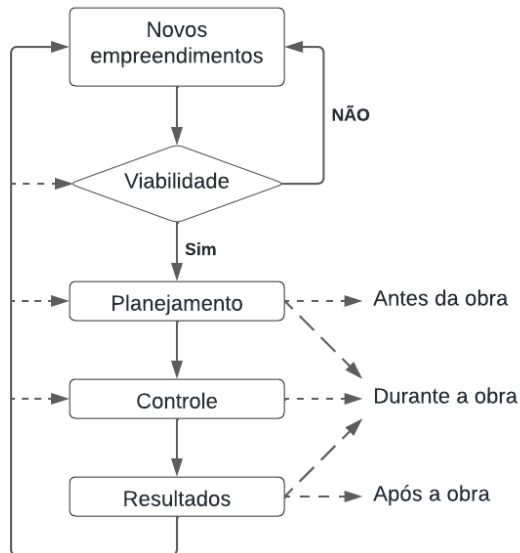 Novos
empreendimentos
NÃO
Viabilidade
Sim
Planejamento
Antes da obra
Controle
Durante a obra
Resultados
Após a obra